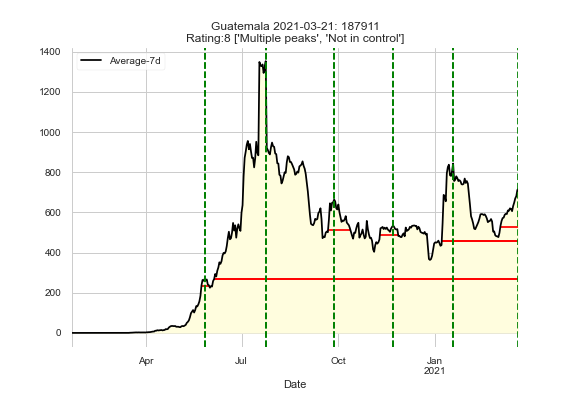 Guatemala 2021-03-21: 187911
Rating:8 ['Multiple peaks', 'Not in control']
Average-7d
1400
1200
1000
800
600
400
200
0
Apr
Jul
Oct
Jan
2021
Date